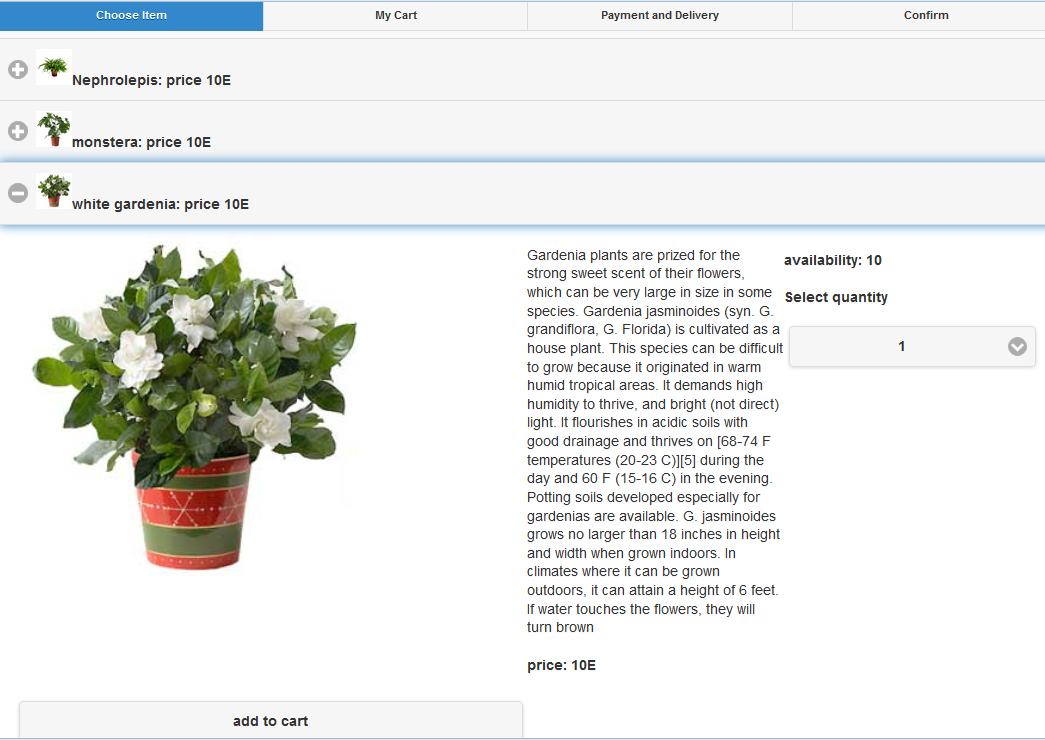 Choose Item
My Cart
Payment and Delivery
Confirm
Nephrolepis: price 10E
monstera: price 10E
white gardenia: price 10E
Gardenia plants are prized for the
strong sweet scent of their flowers,
which can be very large in size in some
species. Gardenia jasminoides (syn. G.
grandiflora, G. Florida) is cultivated as a
house plant. This species can be difficult
to grow because it originated in warm
humid tropical areas. It demands high
humidity to thrive, and bright (not direct)
light. It flourishes in acidic soils with
good drainage and thrives on [68-74 F
temperatures (20-23 C)][5] during the
day and 60 F (15-16 C) in the evening.
Potting soils developed especially for
gardenias are available. G. jasminoides
grows no larger than 18 inches in height
and width when grown indoors. In
climates where it can be grown
outdoors, it can attain a height of 6 feet.
If water touches the flowers, they will
turn brown
price: 10E
availability: 10
Select quantity
1
add to cart